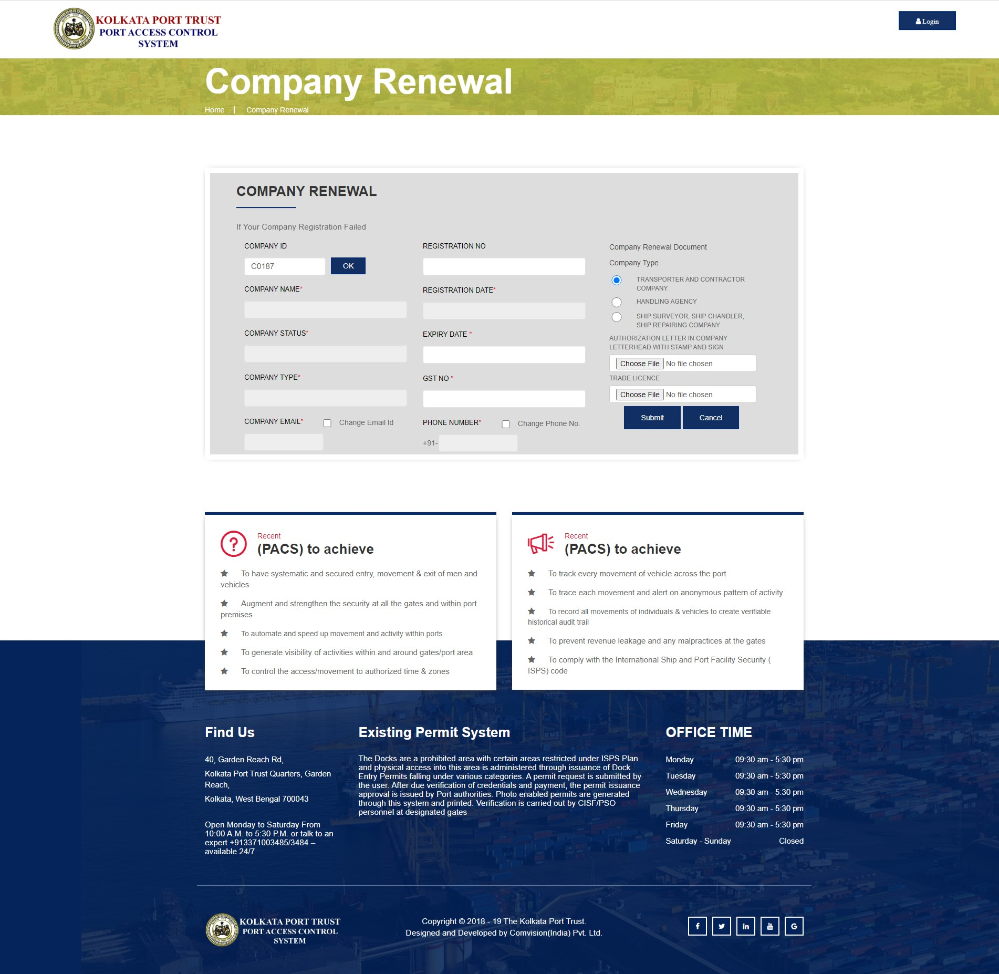 KOLKATA PORT TRUST
PORT ACCESS CONTROL
SYSTEM
Login
Company Renewal
Home | Company Renewal
COMPANY RENEWAL
If Your Company Registration Failed
COMPANY ID
C0187 OK
COMPANY NAME*
COMPANY STATUS*
COMPANY TYPE*
COMPANY EMAIL* Change Email Id
REGISTRATION NO
REGISTRATION DATE*
EXPIRY DATE *
GST NO *
PHONE NUMBER* Change Phone No.
+91-
Company Renewal Document
Company Type
TRANSPORTER AND CONTRACTOR
COMPANY.
HANDLING AGENCY
SHIP SURVEYOR, SHIP CHANDLER,
SHIP REPAIRING COMPANY
AUTHORIZATION LETTER IN COMPANY
LETTERHEAD WITH STAMP AND SIGN
Choose File No file chosen
TRADE LICENCE
Choose File No file chosen
Submit Cancel
Recent
(PACS) to achieve
To have systematic and secured entry, movement & exit of men and
vehicles
Augment and strengthen the security at all the gates and within port
premises
To automate and speed up movement and activity within ports
To generate visibility of activities within and around gates/port area
To control the access/movement to authorized time & zones
Recent
(PACS) to achieve
To track every movement of vehicle across the port
To trace each movement and alert on anonymous pattern of activity
To record all movements of individuals & vehicles to create verifiable
historical audit trail
To prevent revenue leakage and any malpractices at the gates
To comply with the International Ship and Port Facility Security (
ISPS) code
Find Us
40, Garden Reach Rd,
Kolkata Port Trust Quarters, Garden
Reach,
Kolkata, West Bengal 700043
Open Monday to Saturday From
10:00 A.M. to 5:30 P.M. or talk to an
expert +913371003485/3484 –
available 24/7
Existing Permit System
The Docks are a prohibited area with certain areas restricted under ISPS Plan
and physical access into this area is administered through issuance of Dock
Entry Permits falling under various categories. A permit request is submitted by
the user. After due verification of credentials and payment, the permit issuance
approval is issued by Port authorities. Photo enabled permits are generated
through this system and printed. Verification is carried out by CISF/PSO
personnel at designated gates
OFFICE TIME
Monday 09:30 am - 5:30 pm
Tuesday 09:30 am - 5:30 pm
Wednesday 09:30 am - 5:30 pm
Thursday 09:30 am - 5:30 pm
Friday 09:30 am - 5:30 pm
Saturday - Sunday Closed
KOLKATA PORT TRUST
PORT ACCESS CONTROL
SYSTEM
Copyright © 2018 - 19 The Kolkata Port Trust.
Designed and Developed by Comvision(India) Pvt. Ltd.